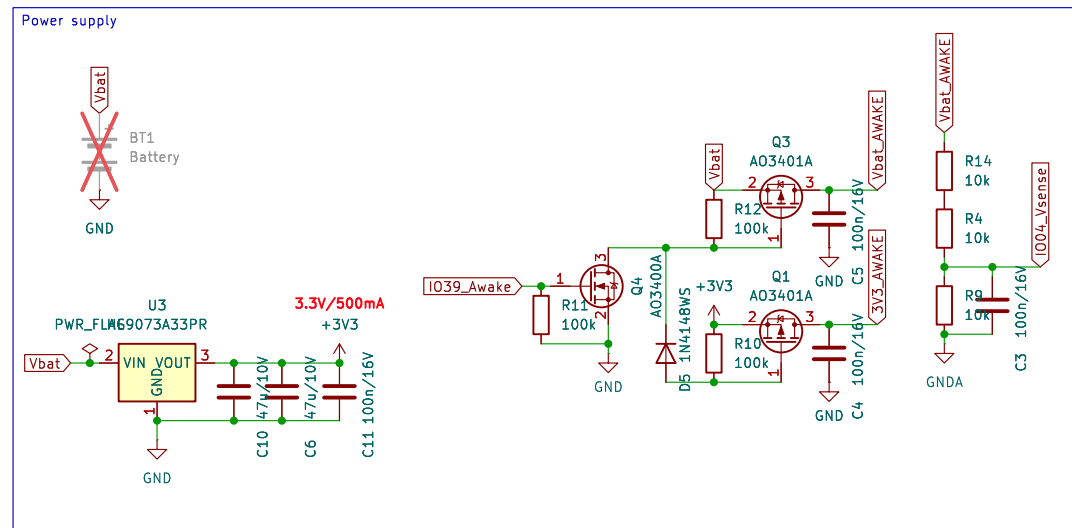 Power supply
Vbat
BT1
Battery
GND
U3
PWR_FLAG
HE9073A33PR
3.3V/500mA
+3V3
Vbat
2
VIN
VOUT
3
GND
1
GND
47u/10V
C10
47u/10V
C6
100n/16V
C11
IO39_Awake
1
3
2
Q4
AO3400A
R11
100k
GND
D5
1N4148WS
Vbat
R12
100k
Q3
AO3401A
2
3
1
Vbat_AWAKE
100n/16V
C5
GND
+3V3
R10
100k
Q1
AO3401A
2
3
1
3V3_AWAKE
100n/16V
C4
GND
Vbat_AWAKE
R14
10k
R4
10k
R9
10k
IO04_Vsense
100n/16V
C3
GNDA